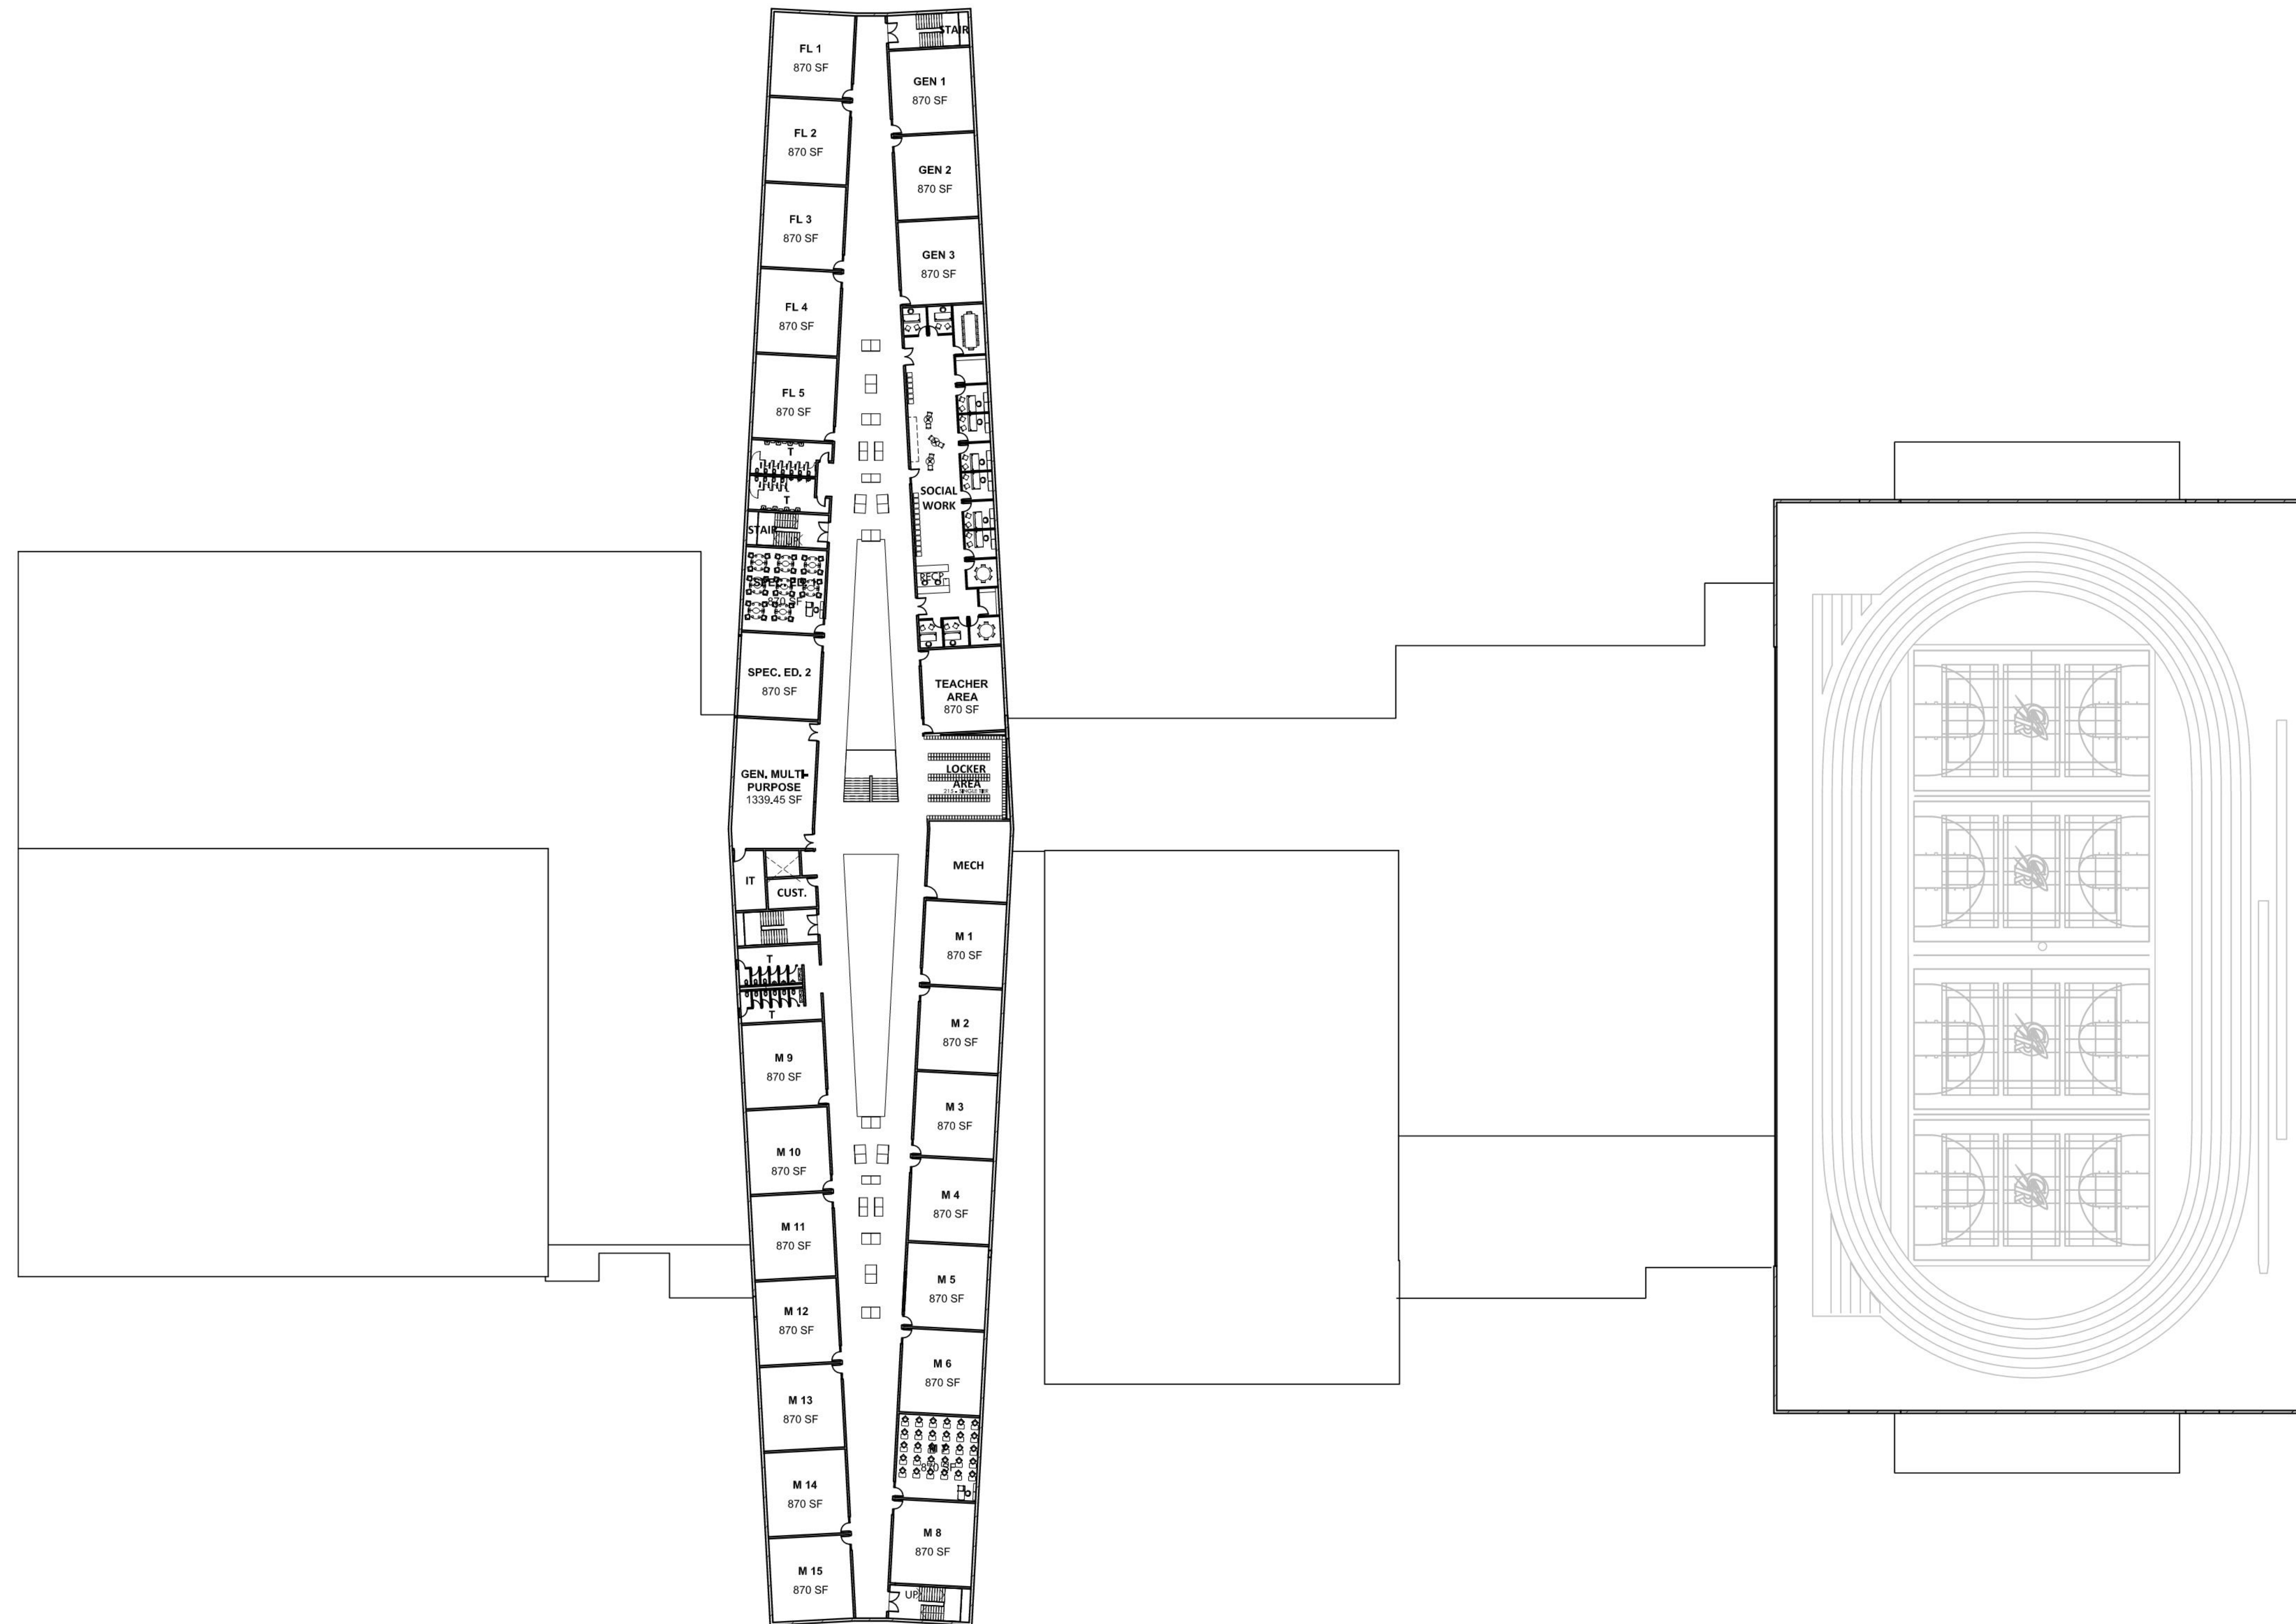 FL 1
870 SF
STAIR
GEN 1
870 SF
FL 2
870 SF
GEN 2
870 SF
FL 3
870 SF
GEN 3
870 SF
FL 4
870 SF
FL 5
870 SF
T
T
SOCIAL
WORK
STAIR
RECP.
870 SF
SPEC. ED. 2
870 SF
TEACHER
AREA
870 SF
GEN. MULTI-
PURPOSE
1339.45 SF
LOCKER
AREA
MECH
IT
CUST.
M 1
870 SF
T
T
M 2
870 SF
M 9
870 SF
M 3
870 SF
M 10
870 SF
M 4
870 SF
M 11
870 SF
M 5
870 SF
M 12
870 SF
M 6
870 SF
M 13
870 SF
870 SF
M 14
870 SF
M 8
870 SF
M 15
870 SF
UP